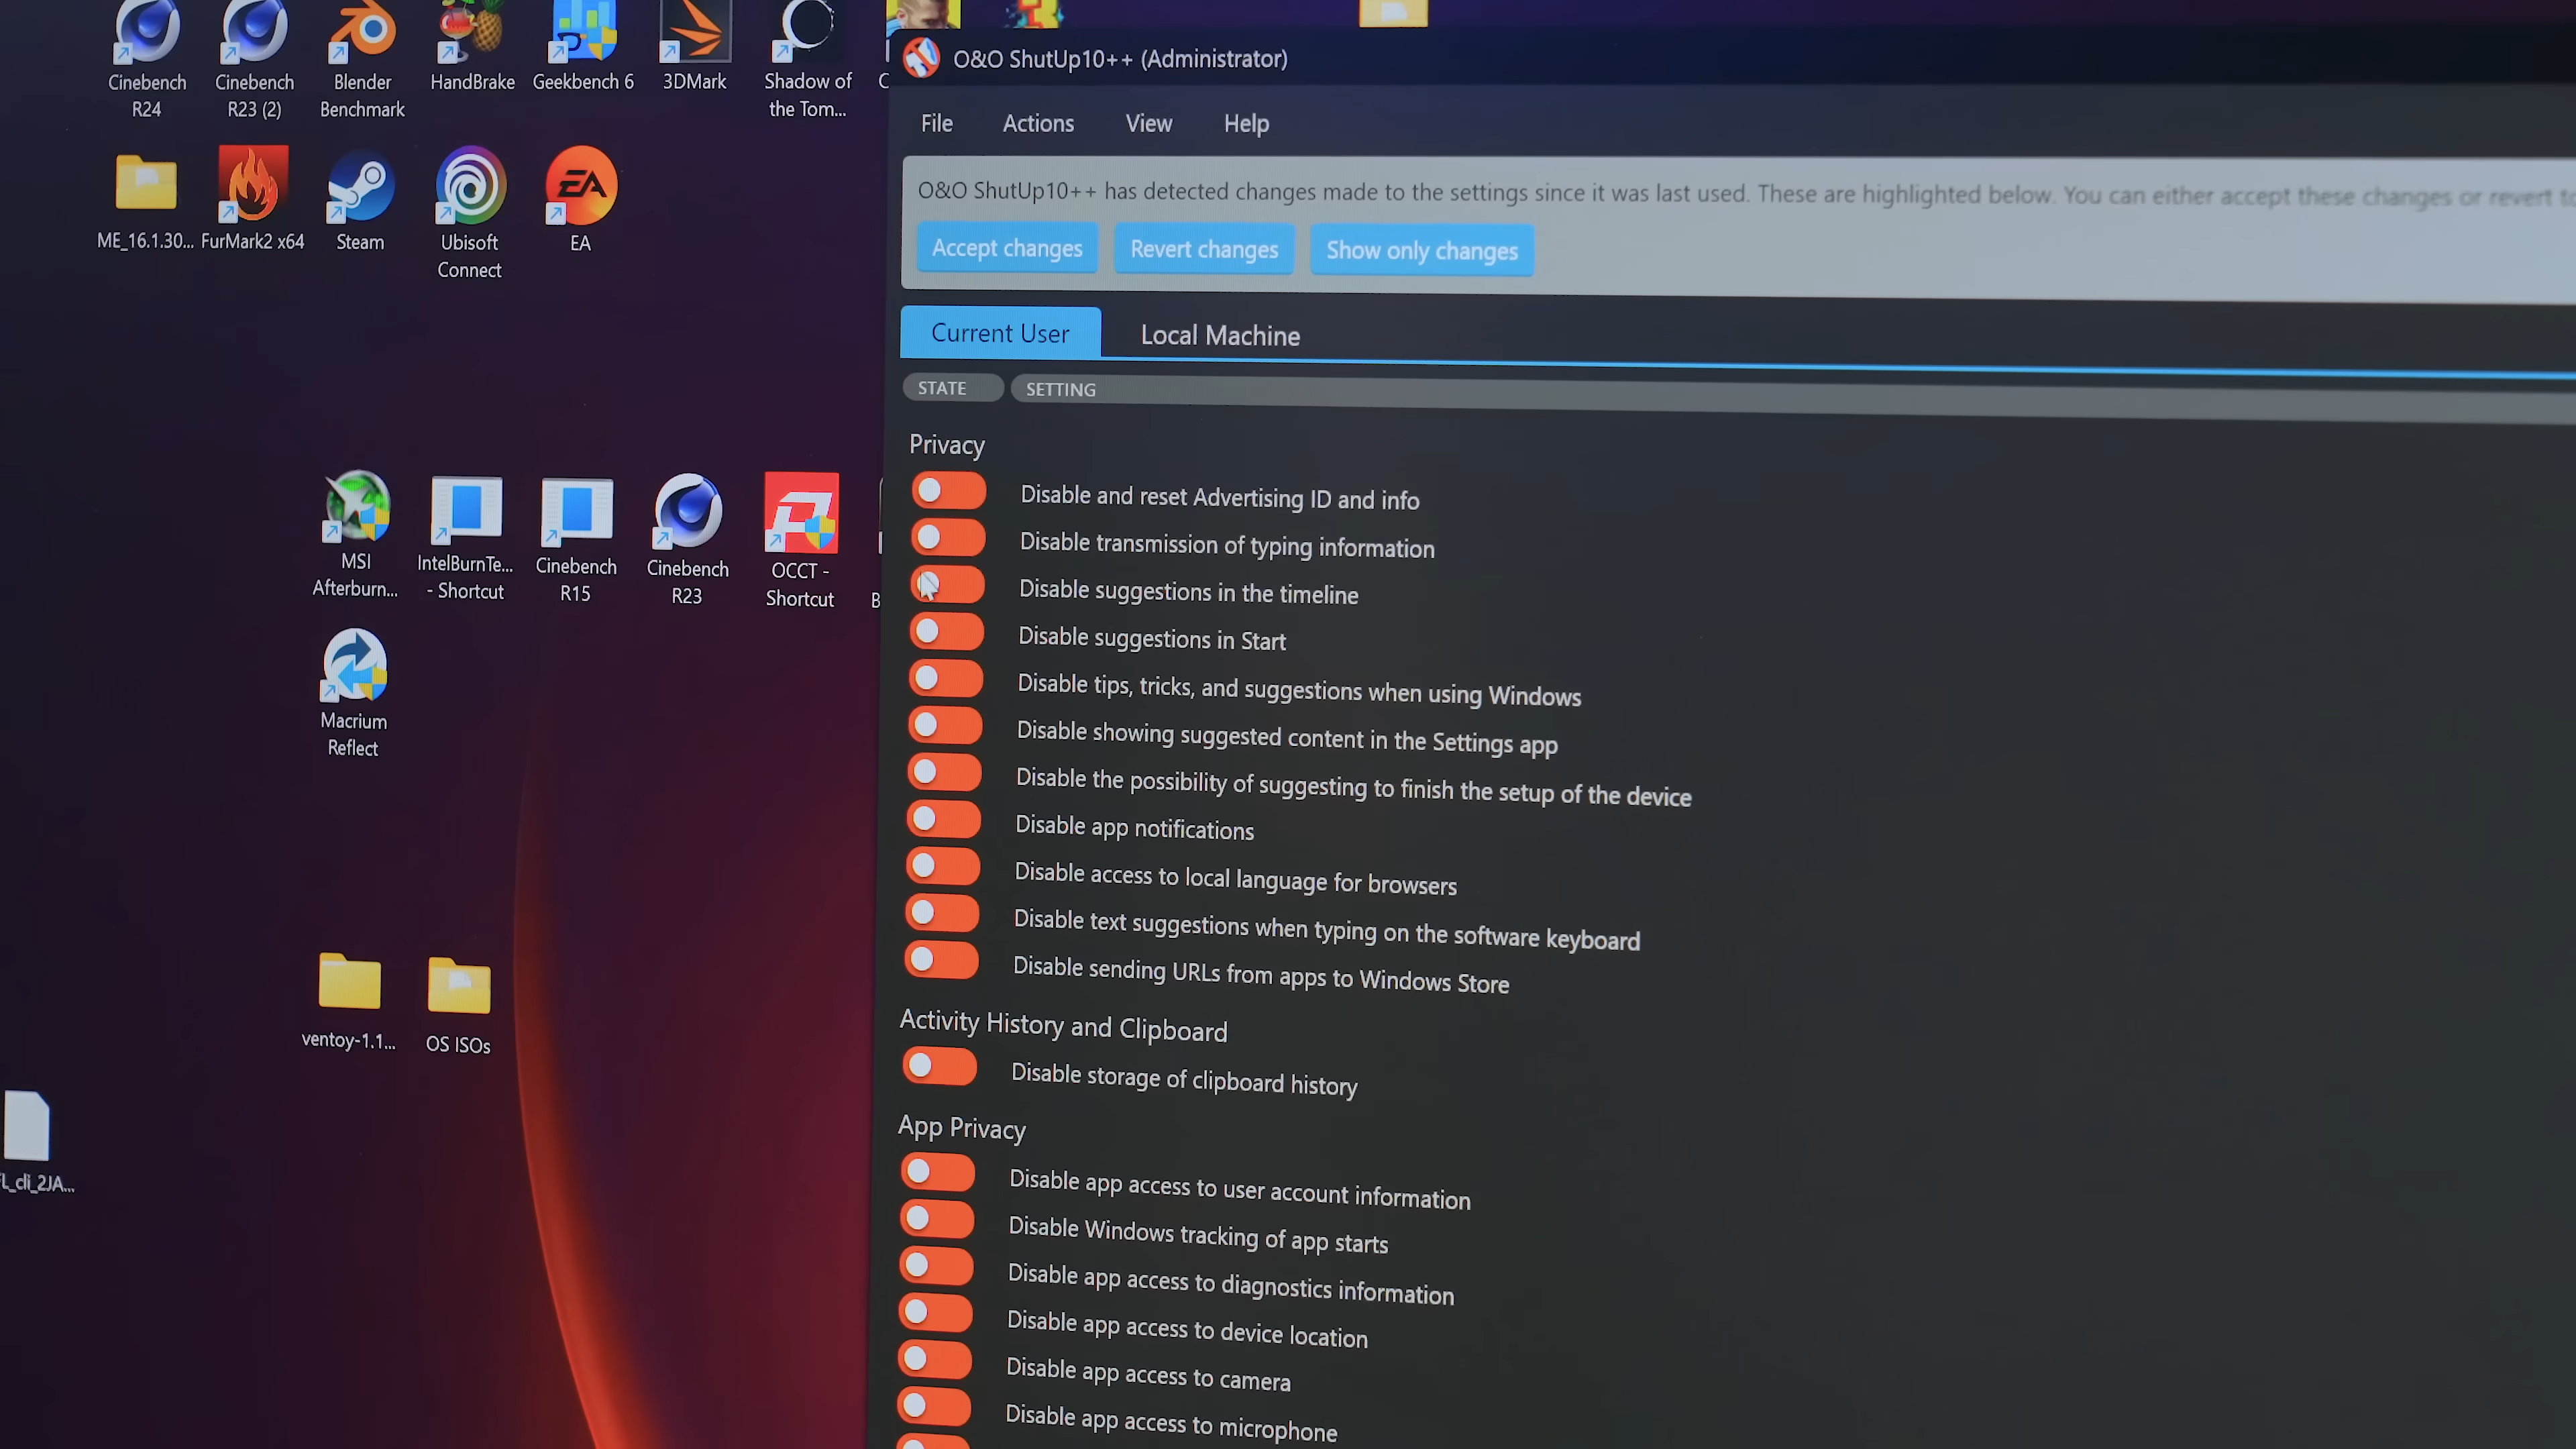 Cinebench
R24
Cinebench
R23 (2)
Blender
Benchmark
HandBrake
Geekbench 6
3DMark
Shadow of
the Tom...
ME_16.1.30...
FurMark2 x64
Steam
Ubisoft
Connect
EA
EA
MSI
Afterburn...
IntelBurnTe...
- Shortcut
Cinebench
R15
Cinebench
R23
OCCT -
Shortcut
Macrium
Reflect
ventoy-1.1...
OS ISOs
L_cli_2JA...
O&O ShutUp10++ (Administrator)
File Actions View Help
O&O ShutUp10++ has detected changes made to the settings since it was last used. These are highlighted below. You can either accept these changes or revert to
Accept changes Revert changes Show only changes
Current User Local Machine
STATE SETTING
Privacy
Disable and reset Advertising ID and info
Disable transmission of typing information
Disable suggestions in the timeline
Disable suggestions in Start
Disable tips, tricks, and suggestions when using Windows
Disable showing suggested content in the Settings app
Disable the possibility of suggesting to finish the setup of the device
Disable app notifications
Disable access to local language for browsers
Disable text suggestions when typing on the software keyboard
Disable sending URLs from apps to Windows Store
Activity History and Clipboard
Disable storage of clipboard history
App Privacy
Disable app access to user account information
Disable Windows tracking of app starts
Disable app access to diagnostics information
Disable app access to device location
Disable app access to camera
Disable app access to microphone